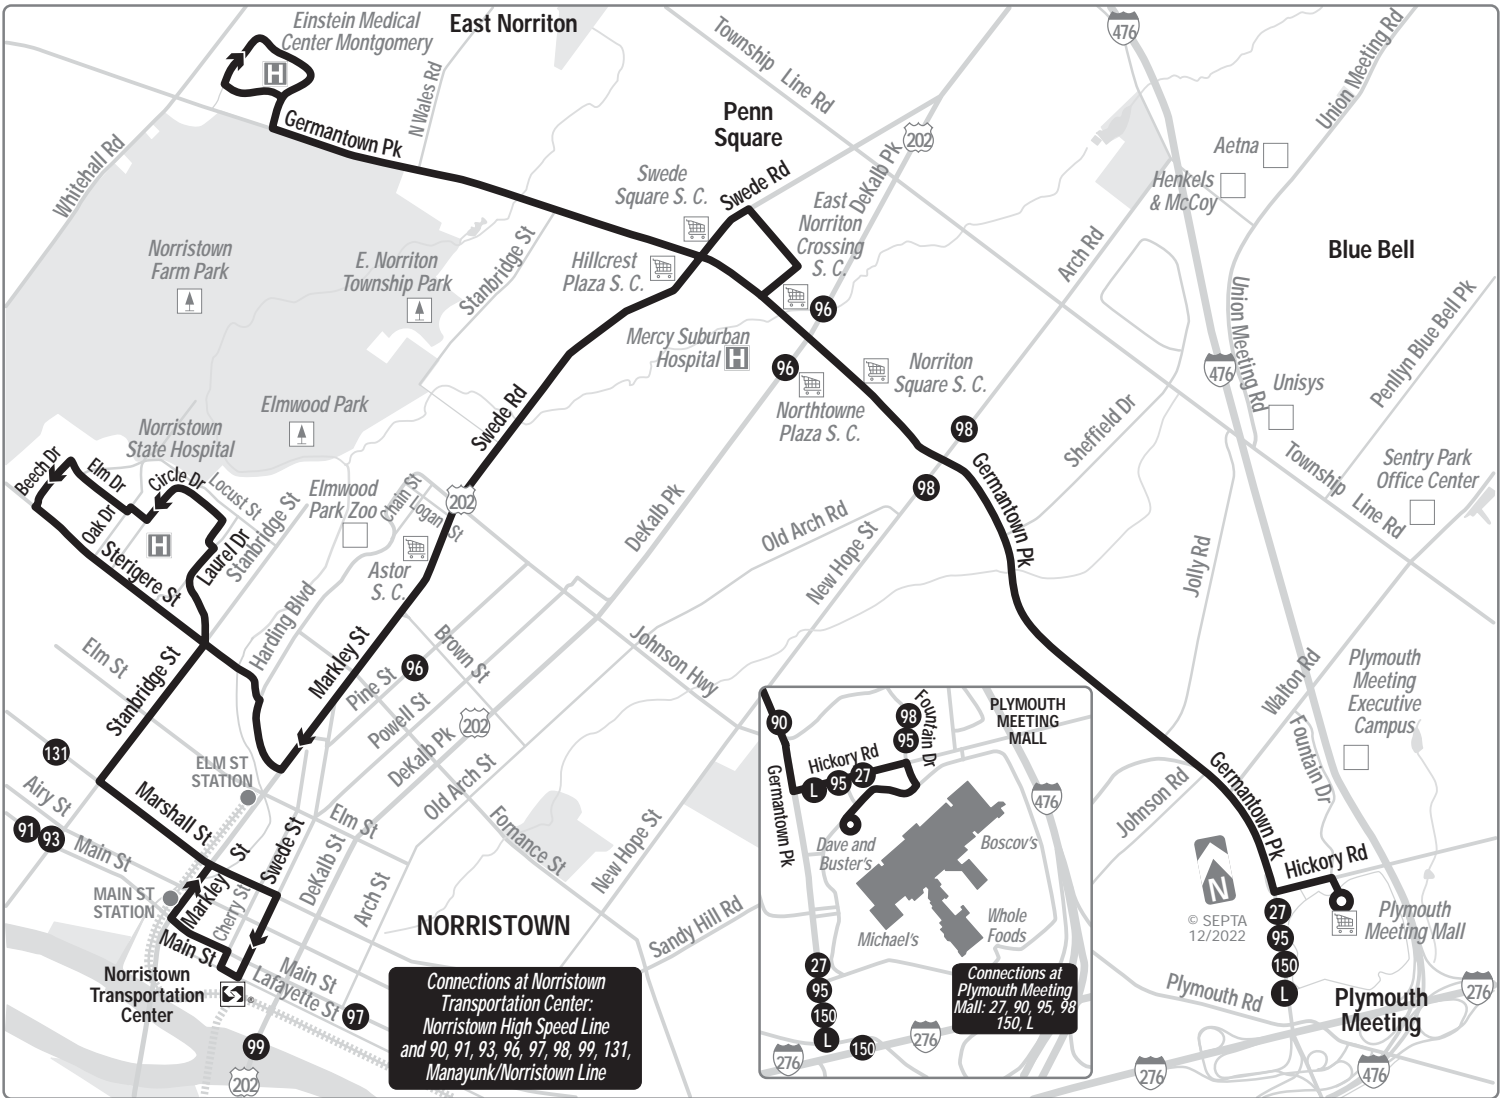 Einstein Medical
Center Montgomery
East Norriton
H
Germantown Pk
N Wales Rd
Whitehall Rd
Township Line Rd
476
Union Meeting Rd
Penn
Square
202
DeKalb Pk
Swede Rd
Swede
Square S. C.
East
Norriton
Crossing
S. C.
96
Aetna
Henkels
& McCoy
Blue Bell
Arch Rd
Norristown
Farm Park
E. Norriton
Township Park
Stanbridge St
Hillcrest
Plaza S. C.
Mercy Suburban
Hospital
H
96
Northtowne
Plaza S. C.
Norriton
Square S. C.
Union Meeting Rd
476
Unisys
Penllyn Blue Bell Pk
Elmwood Park
Swede Rd
98
98
Sheffield Dr
Township Line Rd
Sentry Park
Office Center
Norristown
State Hospital
Beech Dr
Elm Dr
Circle Dr
Locust St
Oak Dr
H
Laurel Dr
Stanbridge St
Sterigere St
Elmwood
Park Zoo
Chain St
Logan St
202
Astor
S. C.
DeKalb Pk
Old Arch Rd
New Hope St
Germantown Pk
Jolly Rd
Elm St
Stanbridge St
Harding Blvd
Markley St
Brown St
Pine St
96
Powell St
DeKalb Pk
202
Old Arch St
Johnson Hwy
Walton Rd
Plymouth
Meeting
Executive
Campus
Fountain Dr
131
Airy St
91
93
Main St
Marshall St
ELM ST
STATION
Elm St
Swede St
DeKalb St
Arch St
Fornance St
New Hope St
Sandy Hill Rd
Johnson Rd
Germantown Pk
MAIN ST
STATION
Markley St
Cherry St
Main St
Norristown
Transportation
Center
S
®
Main St
Lafayette St
97
99
202
NORRISTOWN
Connections at Norristown
Transportation Center:
Norristown High Speed Line
and 90, 91, 93, 96, 97, 98, 99, 131,
Manayunk/Norristown Line
PLYMOUTH
MEETING
MALL
90
98
95
Fountain Dr
Hickory Rd
L
95
27
Germantown Pk
476
Dave and
Buster's
Boscov's
Michael's
Whole
Foods
27
95
150
L
150
276
276
Connections at
Plymouth Meeting
Mall: 27, 90, 95, 98
150, L
N
© SEPTA
12/2022
Hickory Rd
Plymouth
Meeting Mall
27
95
150
L
Plymouth Rd
Plymouth
Meeting
276
276
476